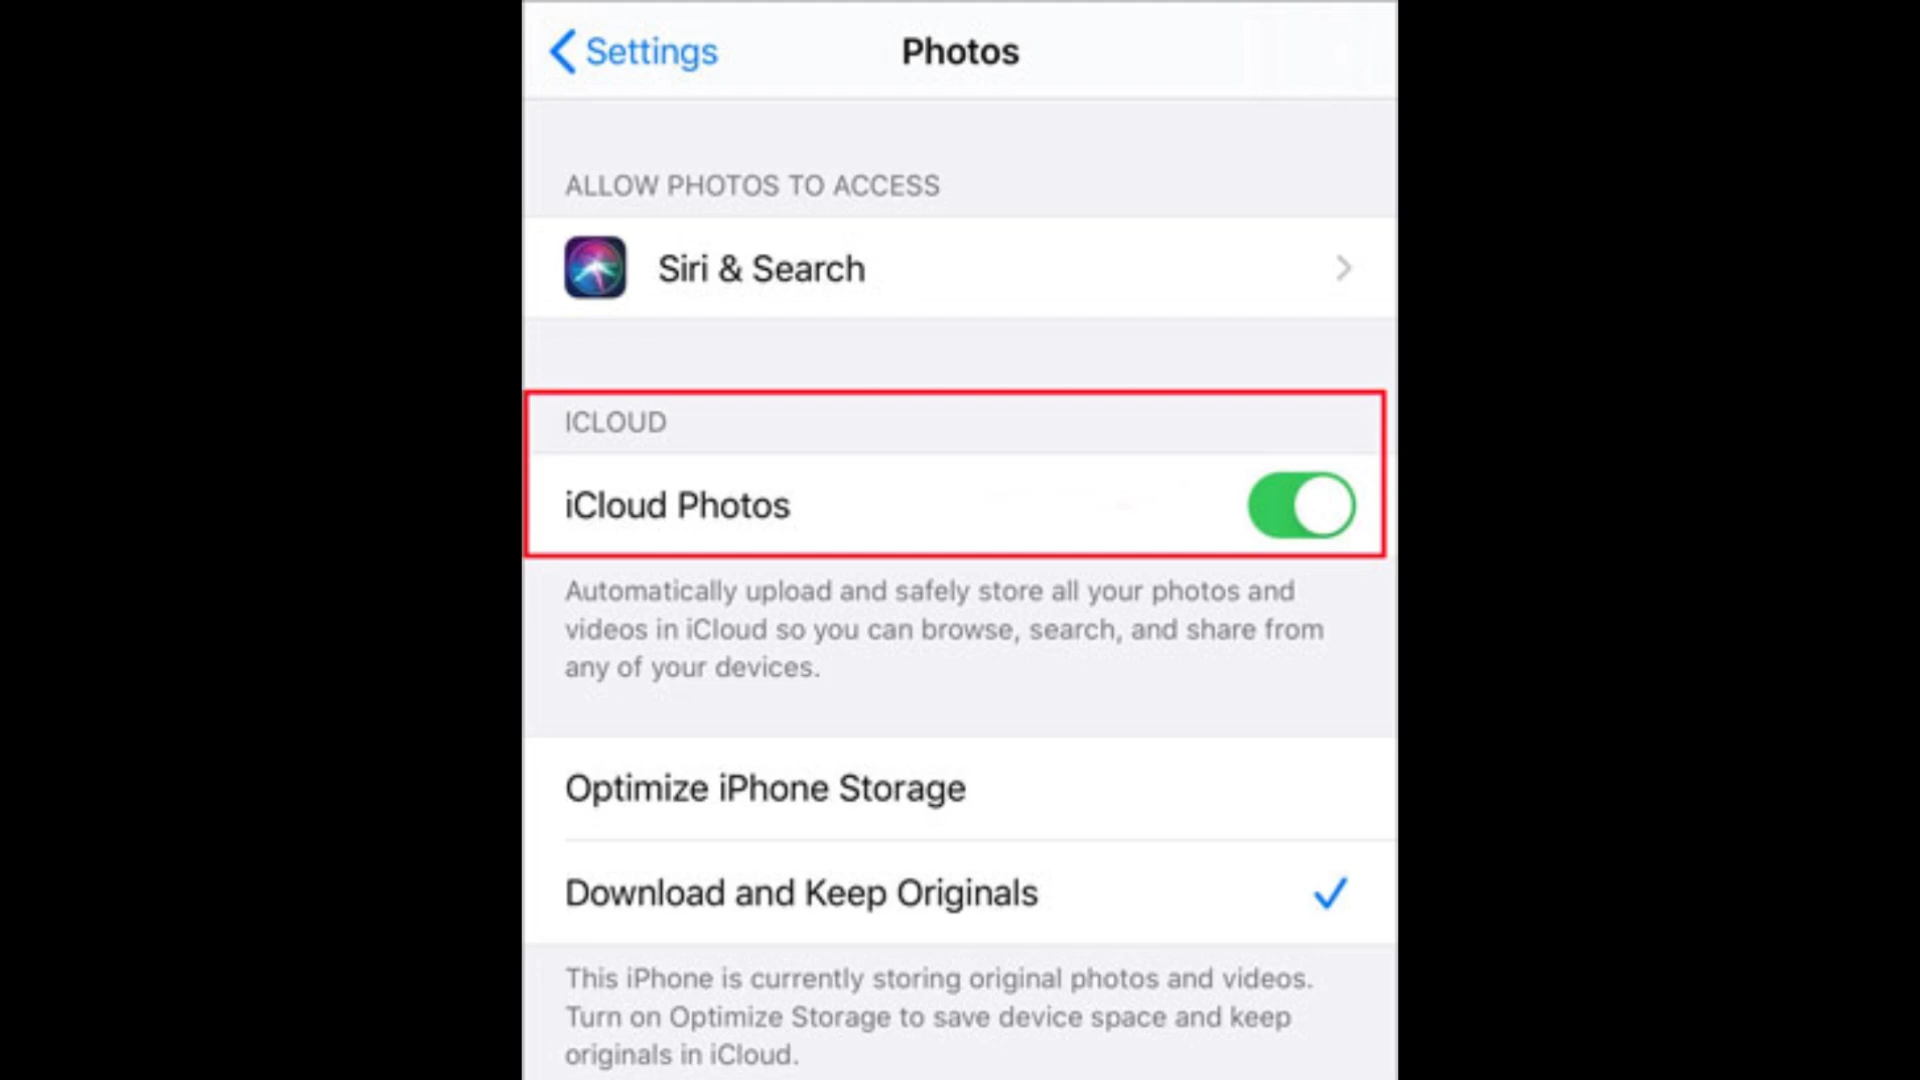 Settings
Photos
ALLOW PHOTOS TO ACCESS
Siri & Search
ICLOUD
iCloud Photos
Automatically upload and safely store all your photos and
videos in iCloud so you can browse, search, and share from
any of your devices.
Optimize iPhone Storage
Download and Keep Originals
This iPhone is currently storing original photos and videos.
Turn on Optimize Storage to save device space and keep
originals in iCloud.